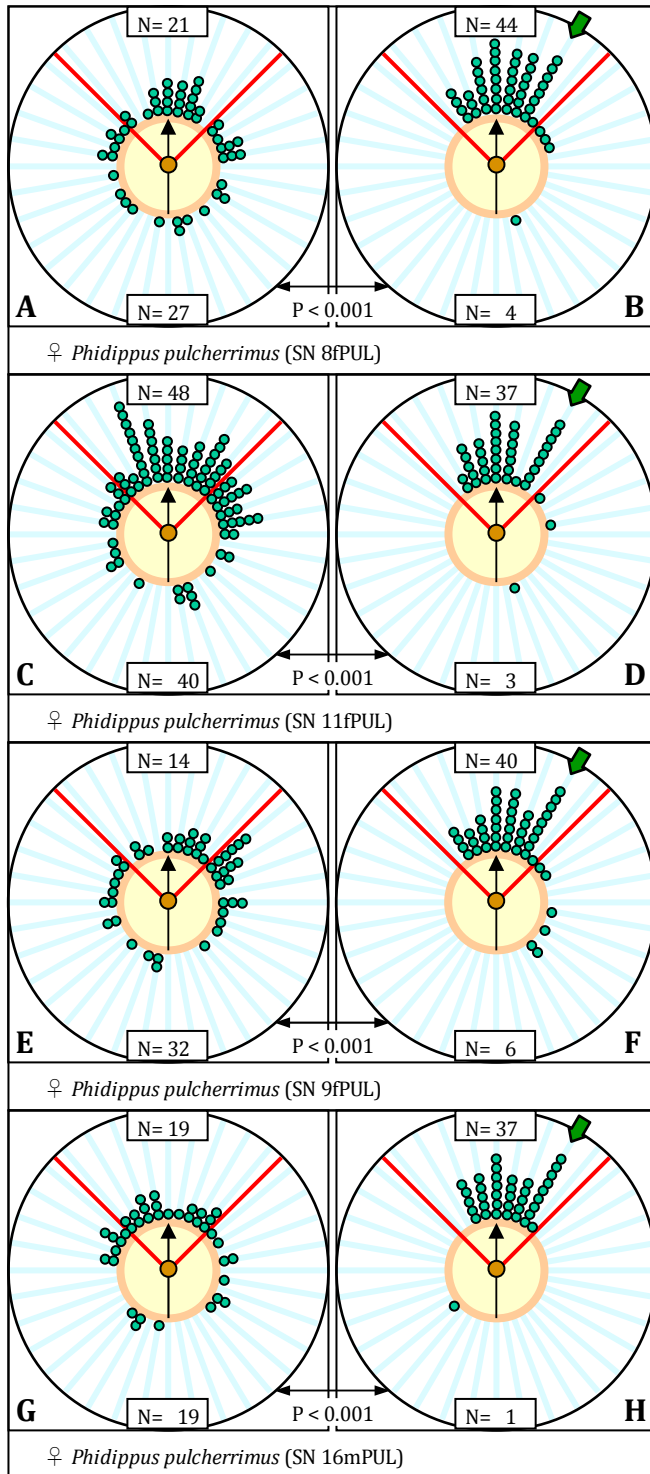 N= 21 N= 44
A B
P < 0.001
N= 27 N= 4
♀ Phidippus pulcherrimus (SN 8fPUL)
N= 48 N= 37
C D
P < 0.001
N= 40 N= 3
♀ Phidippus pulcherrimus (SN 11fPUL)
N= 14 N= 40
E F
P < 0.001
N= 32 N= 6
♀ Phidippus pulcherrimus (SN 9fPUL)
N= 19 N= 37
G H
P < 0.001
N= 19 N= 1
♀ Phidippus pulcherrimus (SN 16mPUL)